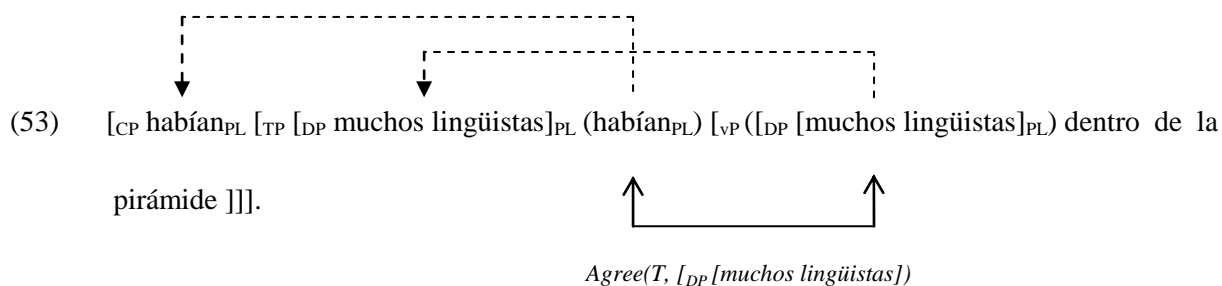 (53) [CP habíanPL [TP [DP muchos lingüistas]PL (habíanPL) [vP ([DP [muchos lingüistas]PL) dentro de la
pirámide ]]].
Agree(T, [DP [muchos lingüistas])